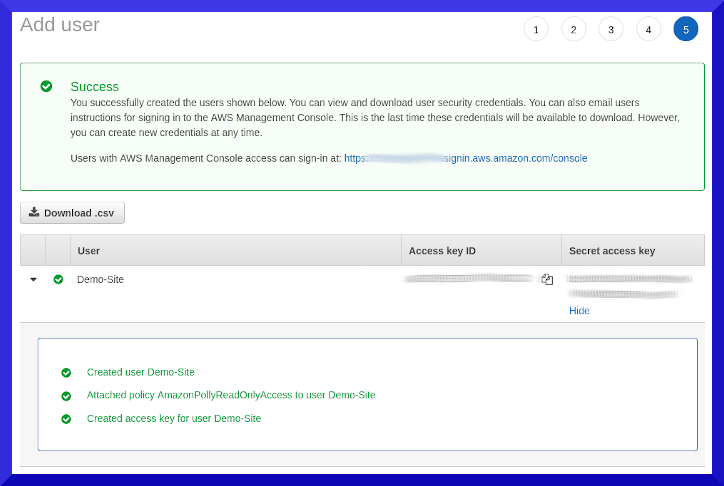 Add user
1 2 3 4 5
Success
You successfully created the users shown below. You can view and download user security credentials. You can also email users
instructions for signing in to the AWS Management Console. This is the last time these credentials will be available to download. However,
you can create new credentials at any time.
Users with AWS Management Console access can sign-in at: https signin.aws.amazon.com/console
Download .csv
User Access key ID Secret access key
Demo-Site
Hide
Created user Demo-Site
Attached policy AmazonPollyReadOnlyAccess to user Demo-Site
Created access key for user Demo-Site